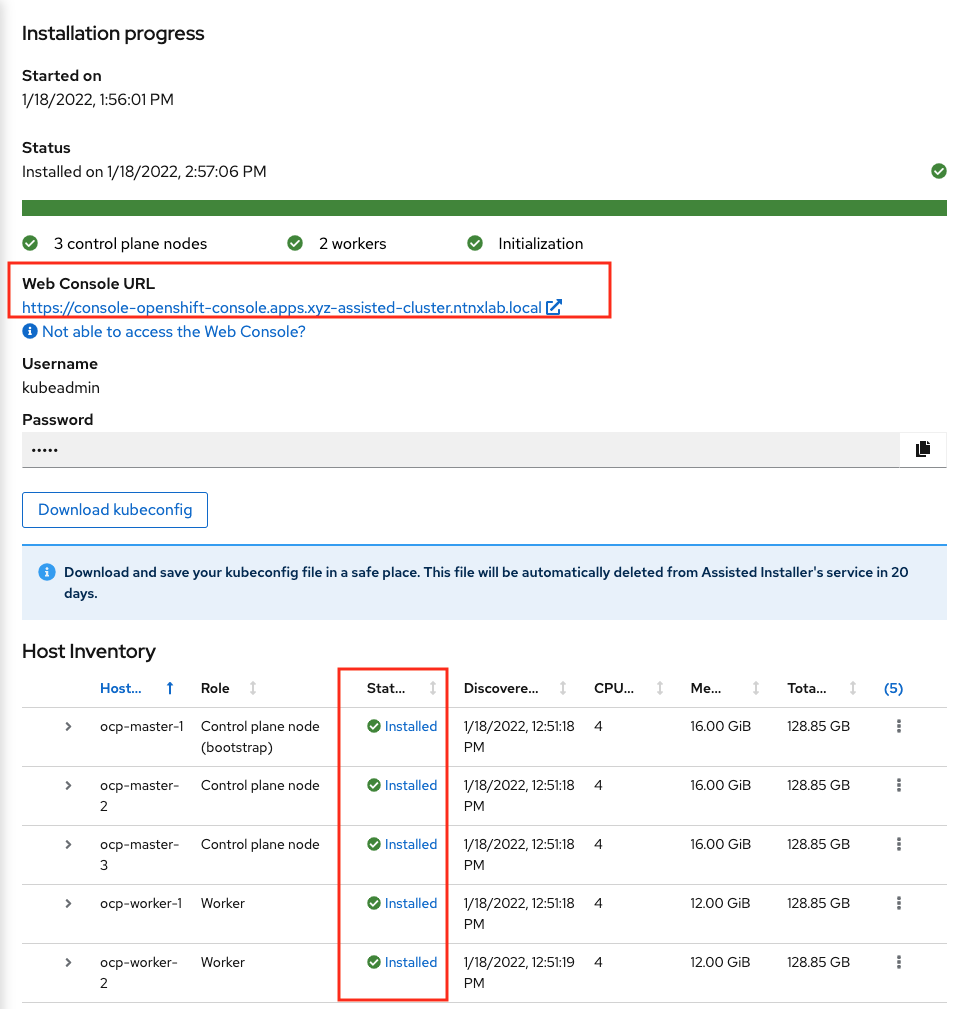 Installation progress
Started on
1/18/2022, 1:56:01 PM
Status
Installed on 1/18/2022, 2:57:06 PM
3 control plane nodes 2 workers Initialization
Web Console URL
https://console-openshift-console.apps.xyz-assisted-cluster.ntnxlab.local
Not able to access the Web Console?
Username
kubeadmin
Password
•••••
Download kubeconfig
Download and save your kubeconfig file in a safe place. This file will be automatically deleted from Assisted Installer's service in 20
days.
Host Inventory
Host... Role Stat... Discovere... CPU... Me... Tota... (5)
ocp-master-1 Control plane node Installed 1/18/2022, 12:51:18 4 16.00 GiB 128.85 GB
(bootstrap) PM
ocp-master- Control plane node Installed 1/18/2022, 12:51:18 4 16.00 GiB 128.85 GB
2 PM
ocp-master- Control plane node Installed 1/18/2022, 12:51:18 4 16.00 GiB 128.85 GB
3 PM
ocp-worker-1 Worker Installed 1/18/2022, 12:51:18 4 12.00 GiB 128.85 GB
PM
ocp-worker- Worker Installed 1/18/2022, 12:51:19 4 12.00 GiB 128.85 GB
2 PM